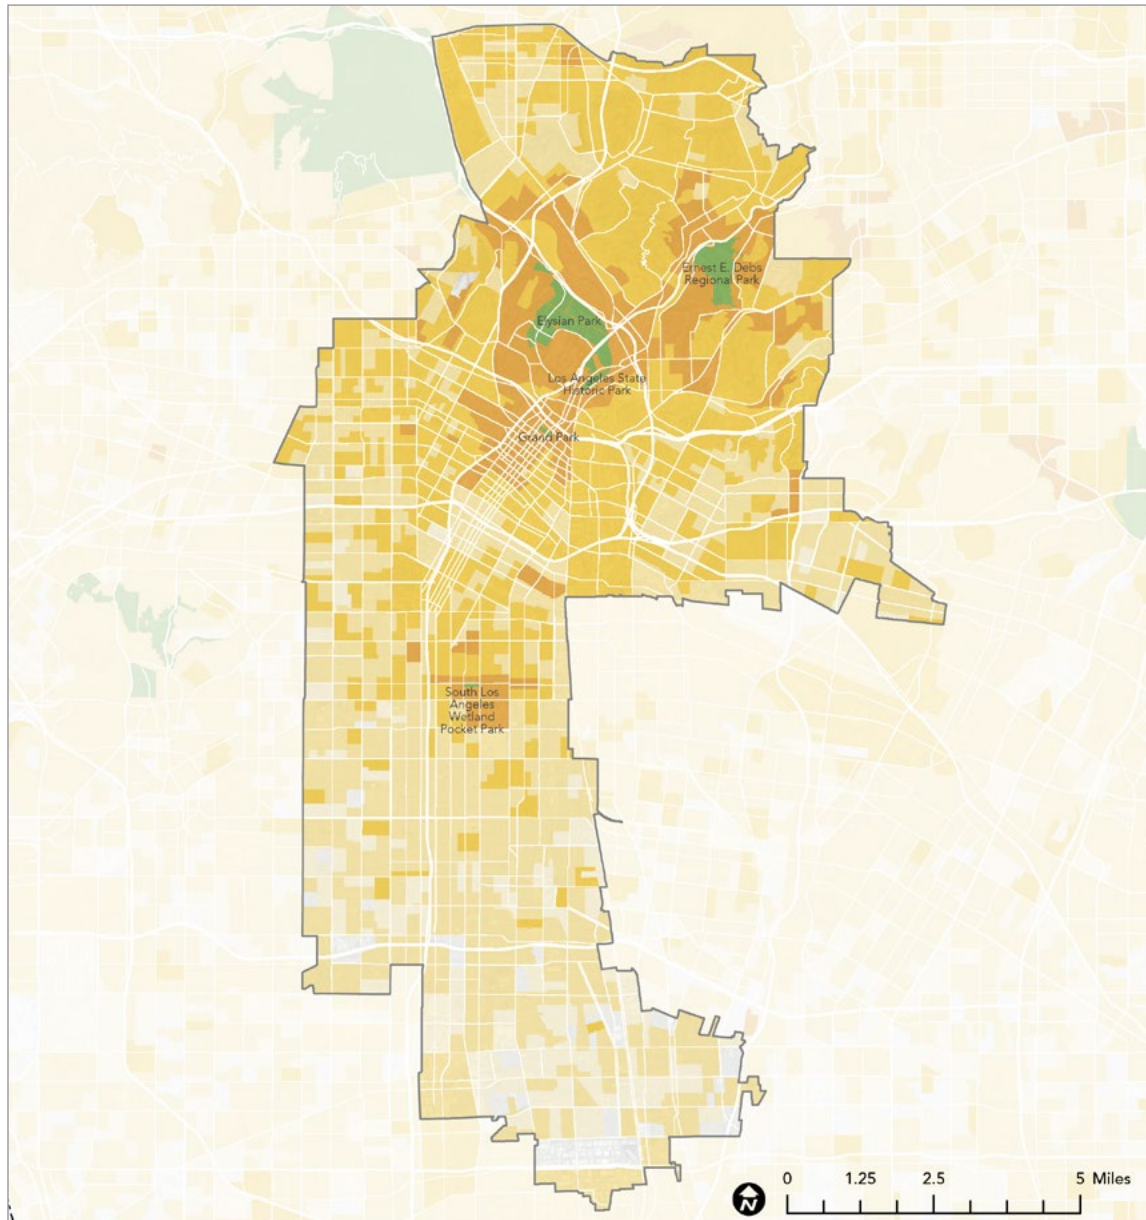 Ernest E. Debs
Regional Park
Elysian Park
Los Angeles State
Historic Park
Grand Park
South Los
Angeles
Wetland
Pocket Park
N
0 1.25 2.5 5 Miles